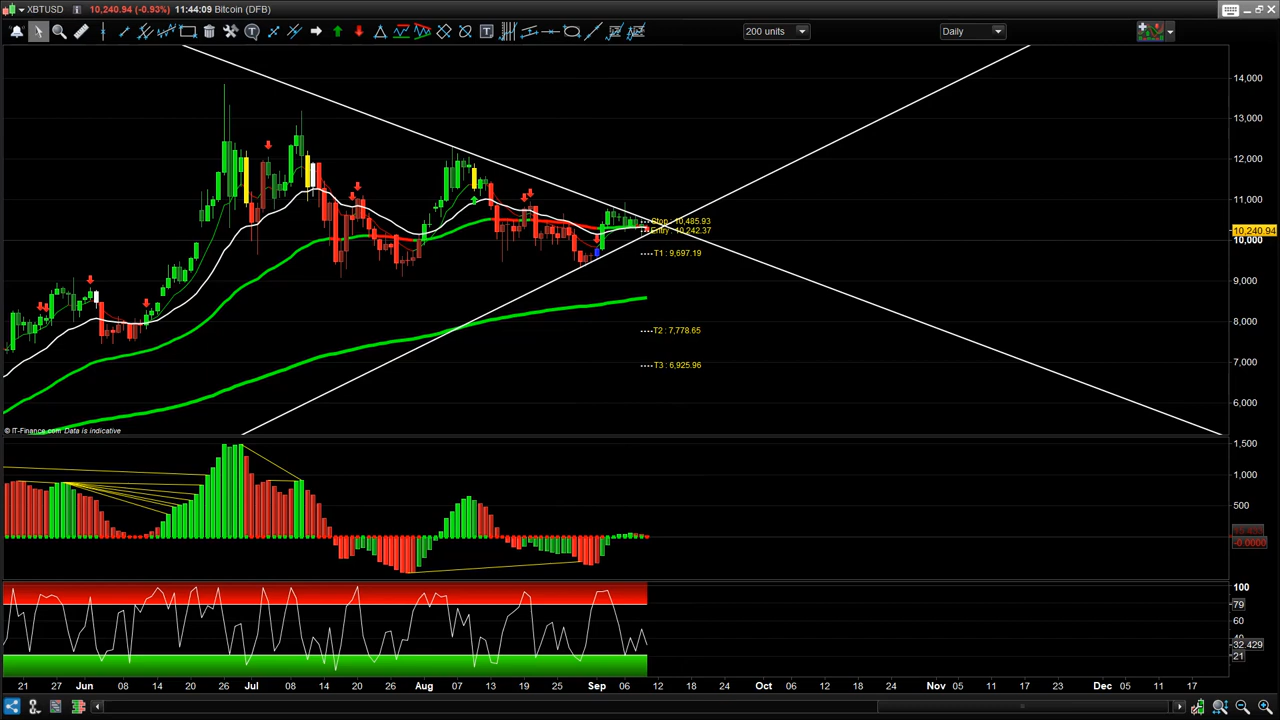 XBTUSD 10,240.94 (-0.93%) 11:44:09 Bitcoin (DFB)
200 units Daily
14,000
13,000
12,000
11,000
Stop : 10,485.93
Entry : 10,242.37
10,240.94
10,000
T1 : 9,697.19
9,000
8,000
T2 : 7,778.65
7,000
T3 : 6,925.96
6,000
© IT-Finance.com Data is indicative
1,500
1,000
500
-0.0000
100
79
60
40
32.429
21
21 27 Jun 08 14 20 26 Jul 08 14 20 26 Aug 07 13 19 25 Sep 06 12 18 24 Oct 06 12 18 24 Nov 05 11 17 23 Dec 05 11 17